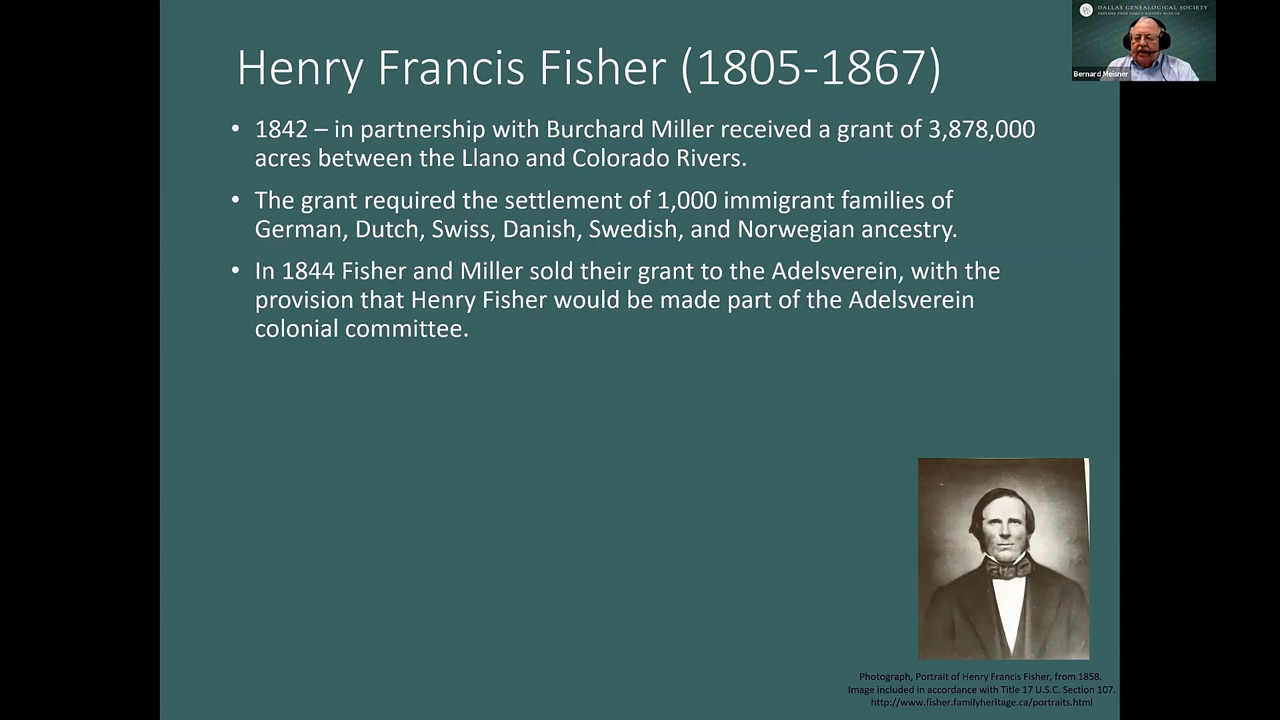 DALLAS GENEALOGICAL SOCIETY
Bernard Meisner
Henry Francis Fisher (1805-1867)
• 1842 – in partnership with Burchard Miller received a grant of 3,878,000
acres between the Llano and Colorado Rivers.
• The grant required the settlement of 1,000 immigrant families of
German, Dutch, Swiss, Danish, Swedish, and Norwegian ancestry.
• In 1844 Fisher and Miller sold their grant to the Adelsverein, with the
provision that Henry Fisher would be made part of the Adelsverein
colonial committee.
Photograph, Portrait of Henry Francis Fisher, from 1858.
Image included in accordance with Title 17 U.S.C. Section 107.
http://www.fisher.familyheritage.ca/portraits.html